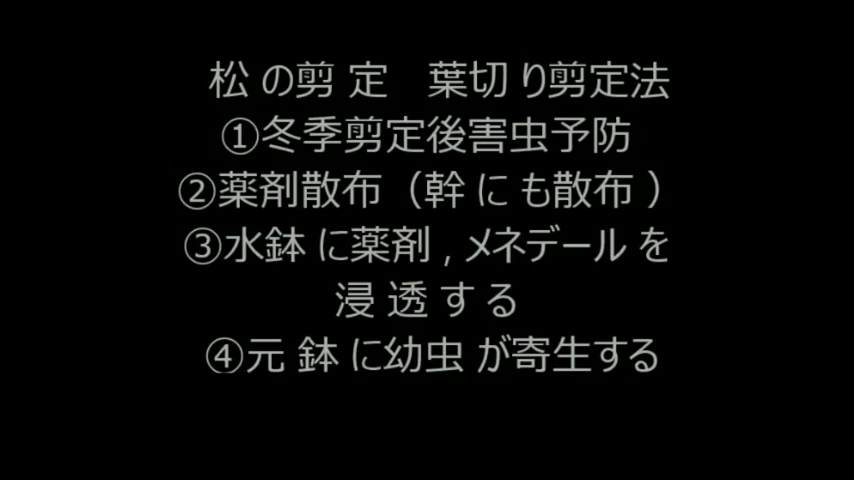 松の剪定　葉切り剪定法
①冬季剪定後害虫予防
②薬剤散布（幹にも散布）
③水鉢に薬剤,メネデールを
浸透する
④元鉢に幼虫が寄生する